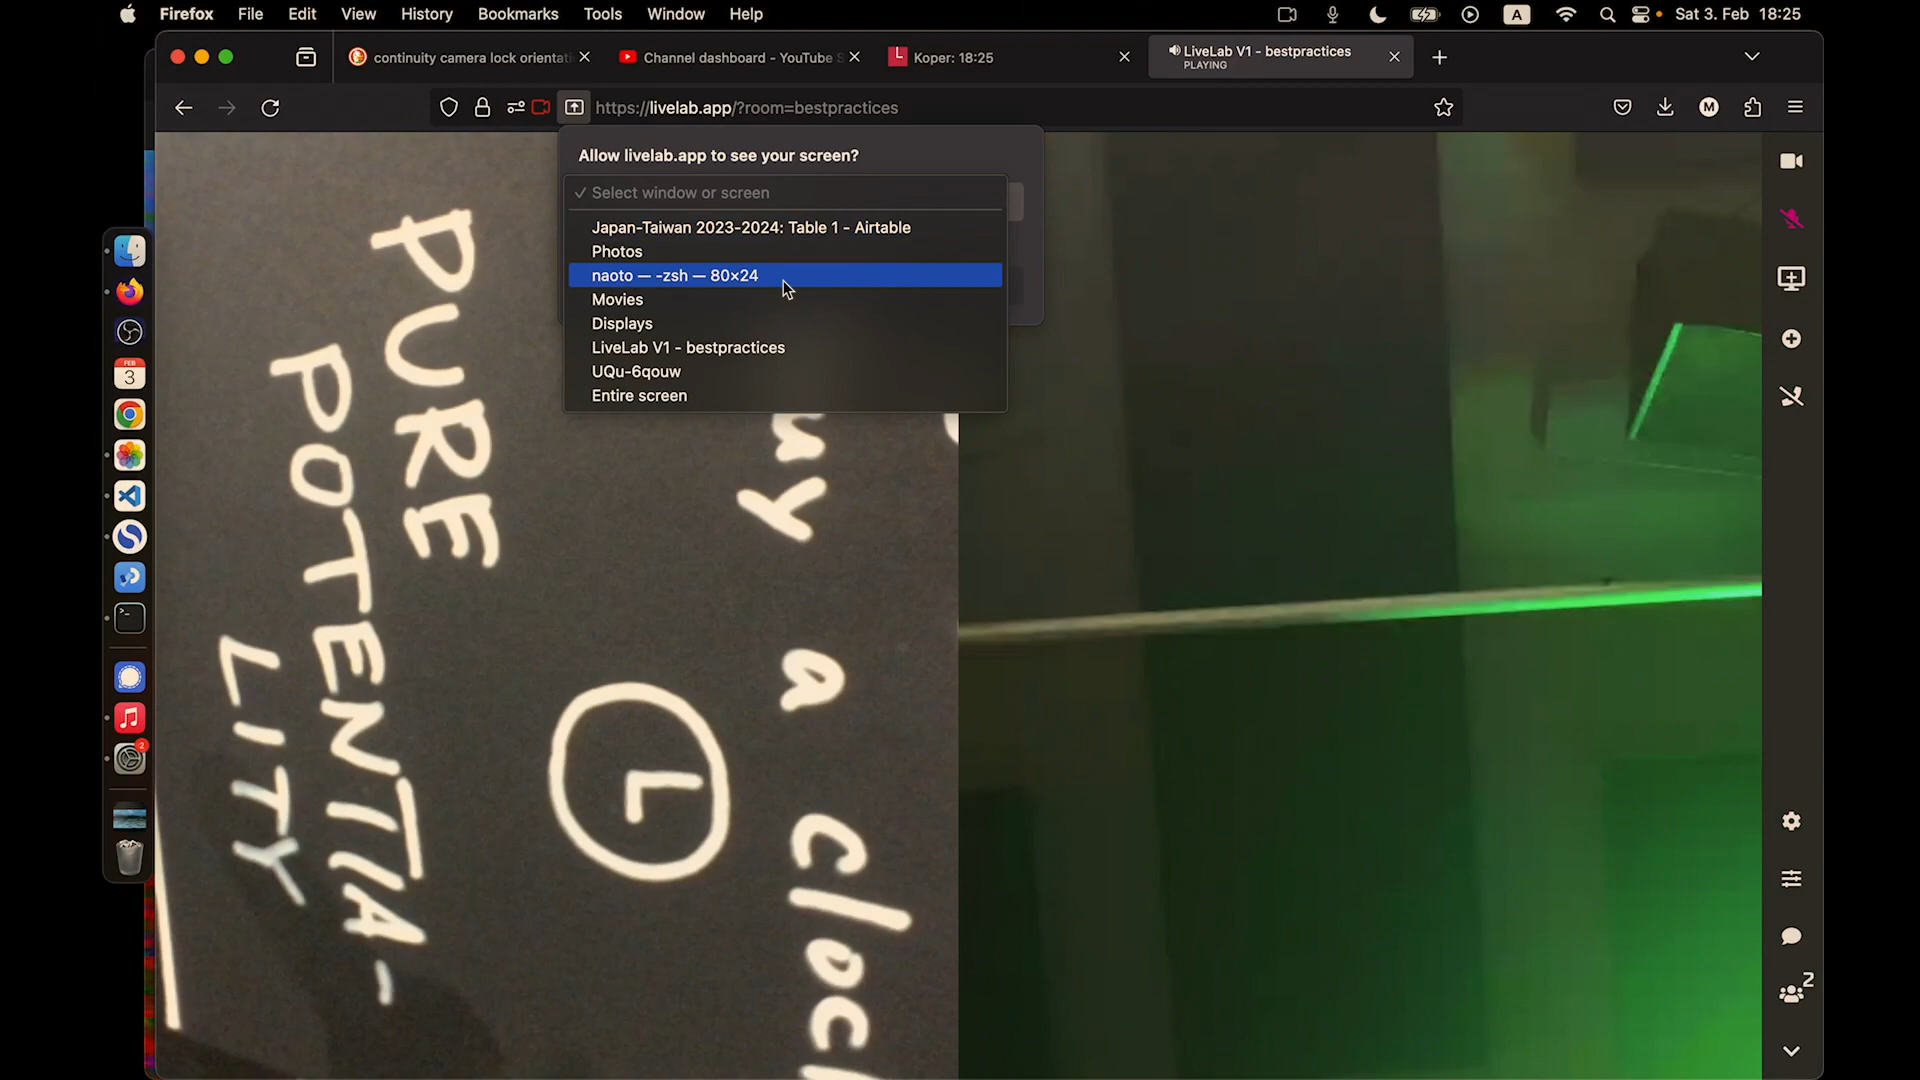 Firefox File Edit View History Bookmarks Tools Window Help A Sat 3. Feb 18:25
continuity camera lock orientati
Channel dashboard - YouTube S
L Koper: 18:25
LiveLab V1 - bestpractices
PLAYING
https://livelab.app/?room=bestpractices
M
Allow livelab.app to see your screen?
✓ Select window or screen
Japan-Taiwan 2023-2024: Table 1 - Airtable
Photos
naoto — -zsh — 80×24
Movies
Displays
LiveLab V1 - bestpractices
UQu-6qouw
Entire screen
FEB
3
2
PURE
POTENTIA-
LITY
L
a
2